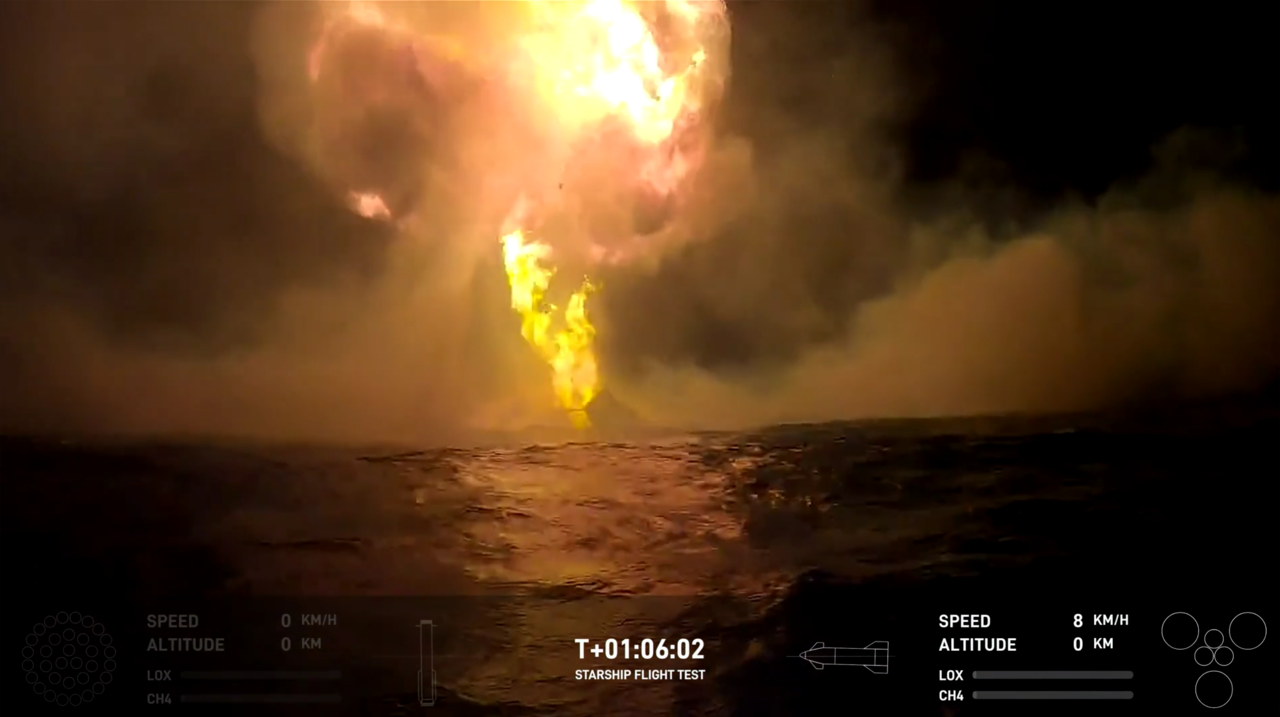 SPEED 0 KM/H
ALTITUDE 0 KM
LOX
CH4
T+01:06:02
STARSHIP FLIGHT TEST
SPEED 8 KM/H
ALTITUDE 0 KM
LOX
CH4